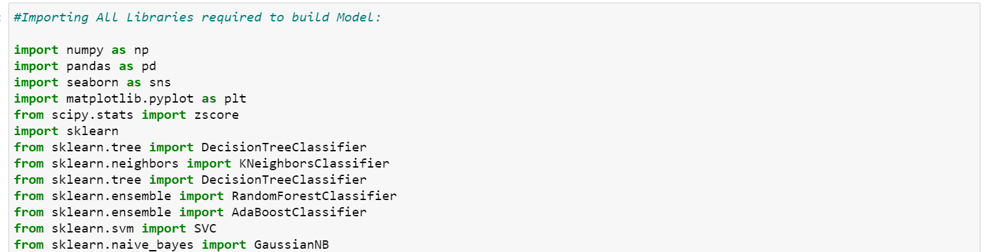 #Importing All Libraries required to build Model:
import numpy as np
import pandas as pd
import seaborn as sns
import matplotlib.pyplot as plt
from scipy.stats import zscore
import sklearn
from sklearn.tree import DecisionTreeClassifier
from sklearn.neighbors import KNeighborsClassifier
from sklearn.tree import DecisionTreeClassifier
from sklearn.ensemble import RandomForestClassifier
from sklearn.ensemble import AdaBoostClassifier
from sklearn.svm import SVC
from sklearn.naive_bayes import GaussianNB